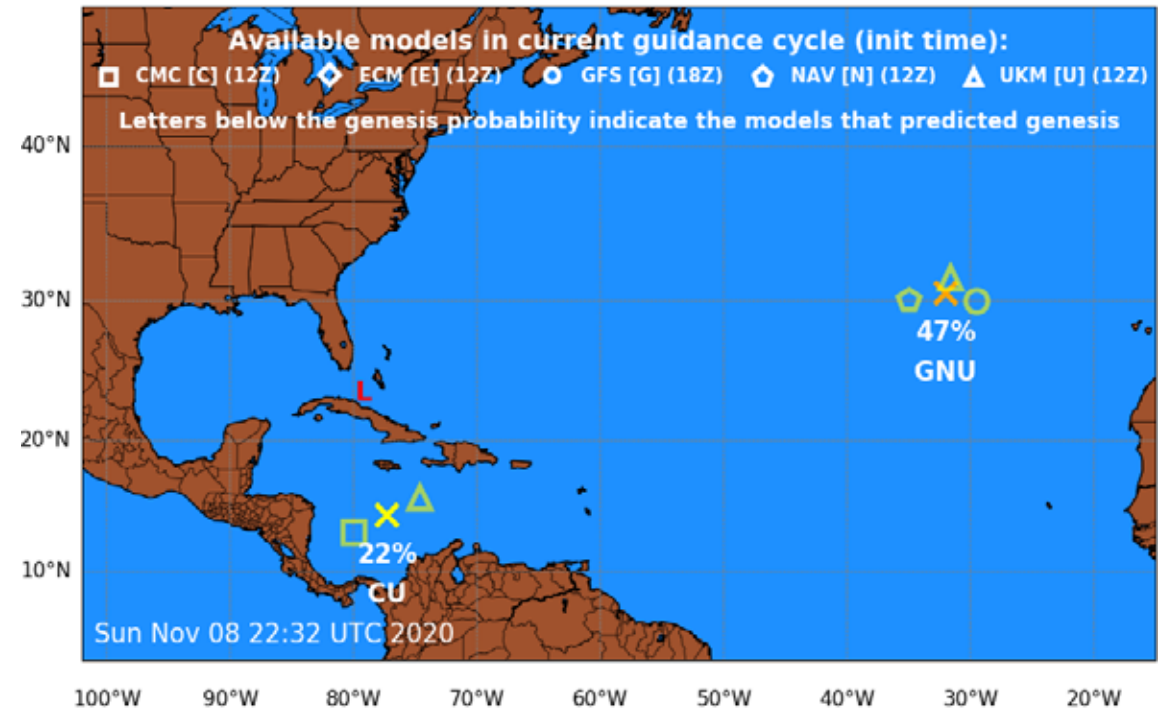 Available models in current guidance cycle (init time):
CMC [C] (12Z) ECM [E] (12Z) GFS [G] (18Z) NAV [N] (12Z) UKM [U] (12Z)
Letters below the genesis probability indicate the models that predicted genesis
40°N
30°N
47%
GNU
L
20°N
22%
10°N
CU
Sun Nov 08 22:32 UTC 2020
100°W 90°W 80°W 70°W 60°W 50°W 40°W 30°W 20°W